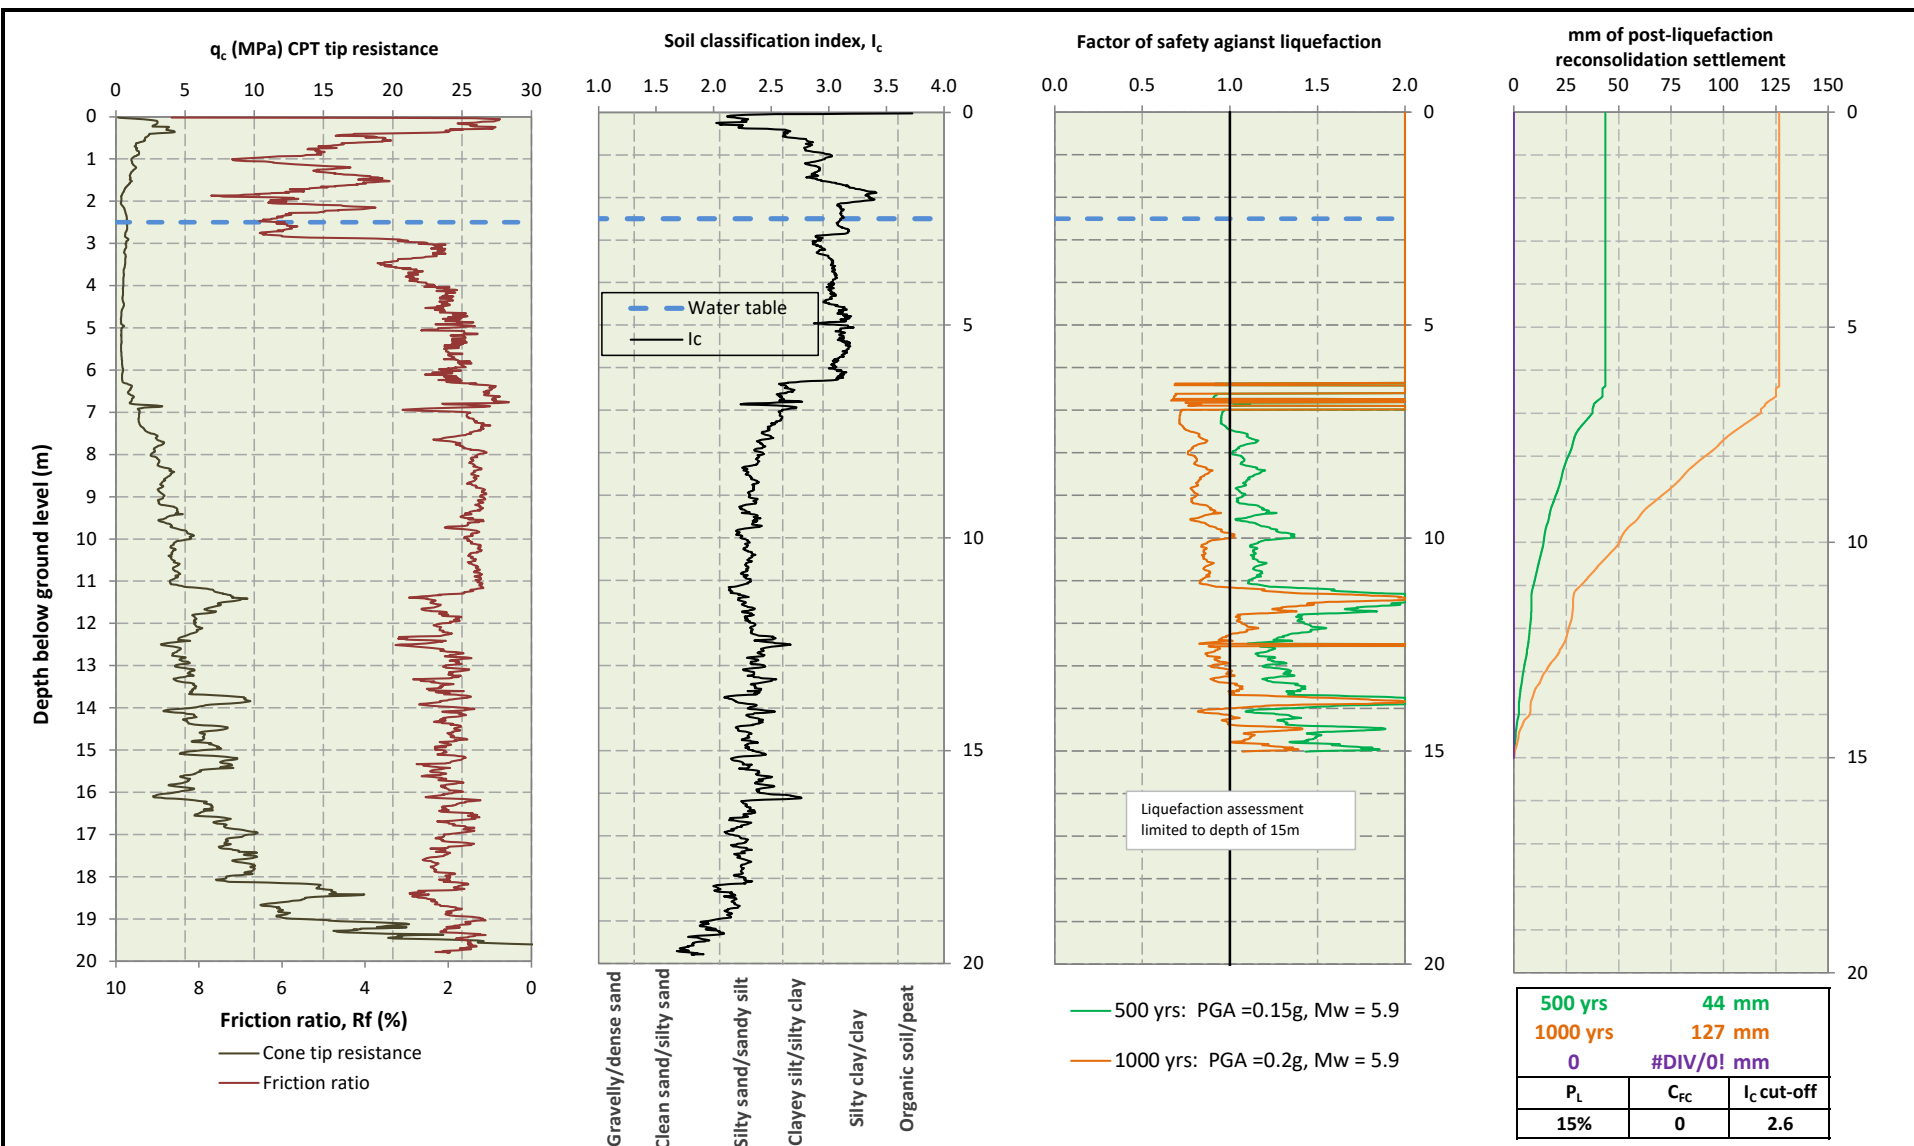 q_c (MPa) CPT tip resistance
0 5 10 15 20 25 30
0
1
2
3
4
5
6
7
8
9
10
11
12
13
14
15
16
17
18
19
20
10 8 6 4 2 0
Depth below ground level (m)
Friction ratio, Rf (%)
Cone tip resistance
Friction ratio
Soil classification index, I_c
1.0 1.5 2.0 2.5 3.0 3.5 4.0
0
5
10
15
20
Water table
Ic
Gravelly/dense sand
Clean sand/silty sand
Silty sand/sandy silt
Clayey silt/silty clay
Silty clay/clay
Organic soil/peat
Factor of safety agianst liquefaction
0.0 0.5 1.0 1.5 2.0
0
5
10
15
20
Liquefaction assessment
limited to depth of 15m
500 yrs: PGA =0.15g, Mw = 5.9
1000 yrs: PGA =0.2g, Mw = 5.9
mm of post-liquefaction
reconsolidation settlement
0 25 50 75 100 125 150
0
5
10
15
20
500 yrs 44 mm
1000 yrs 127 mm
0 #DIV/0! mm
P_L C_FC I_C cut-off
15% 0 2.6